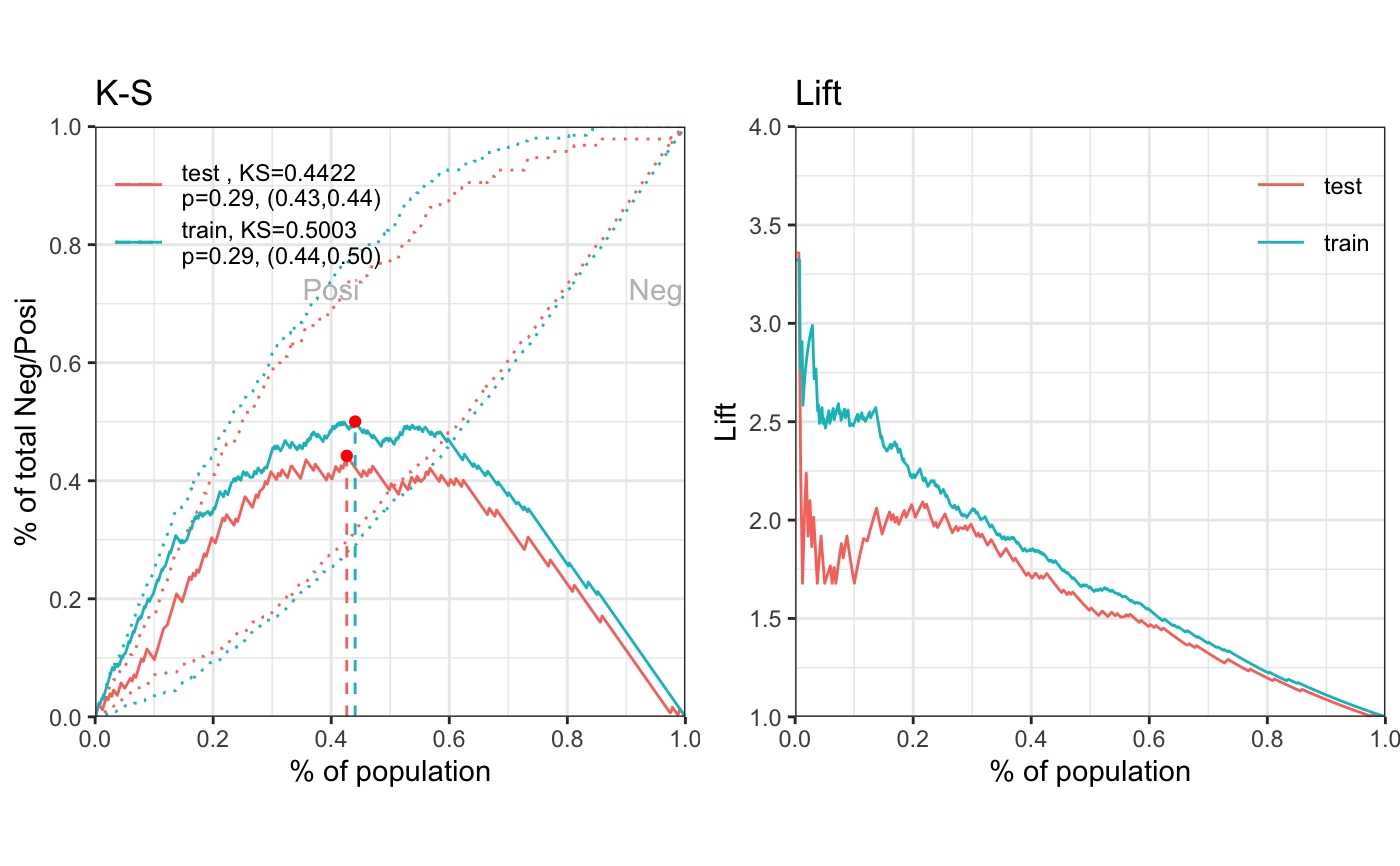 K-S
1.0
0.8
0.6
0.4
0.2
0.0
% of total Neg/Posi
test , KS=0.4422
p=0.29, (0.43,0.44)
train, KS=0.5003
p=0.29, (0.44,0.50)
Posi
Neg
0.0 0.2 0.4 0.6 0.8 1.0
% of population
Lift
4.0
3.5
3.0
2.5
2.0
1.5
1.0
Lift
test
train
0.0 0.2 0.4 0.6 0.8 1.0
% of population